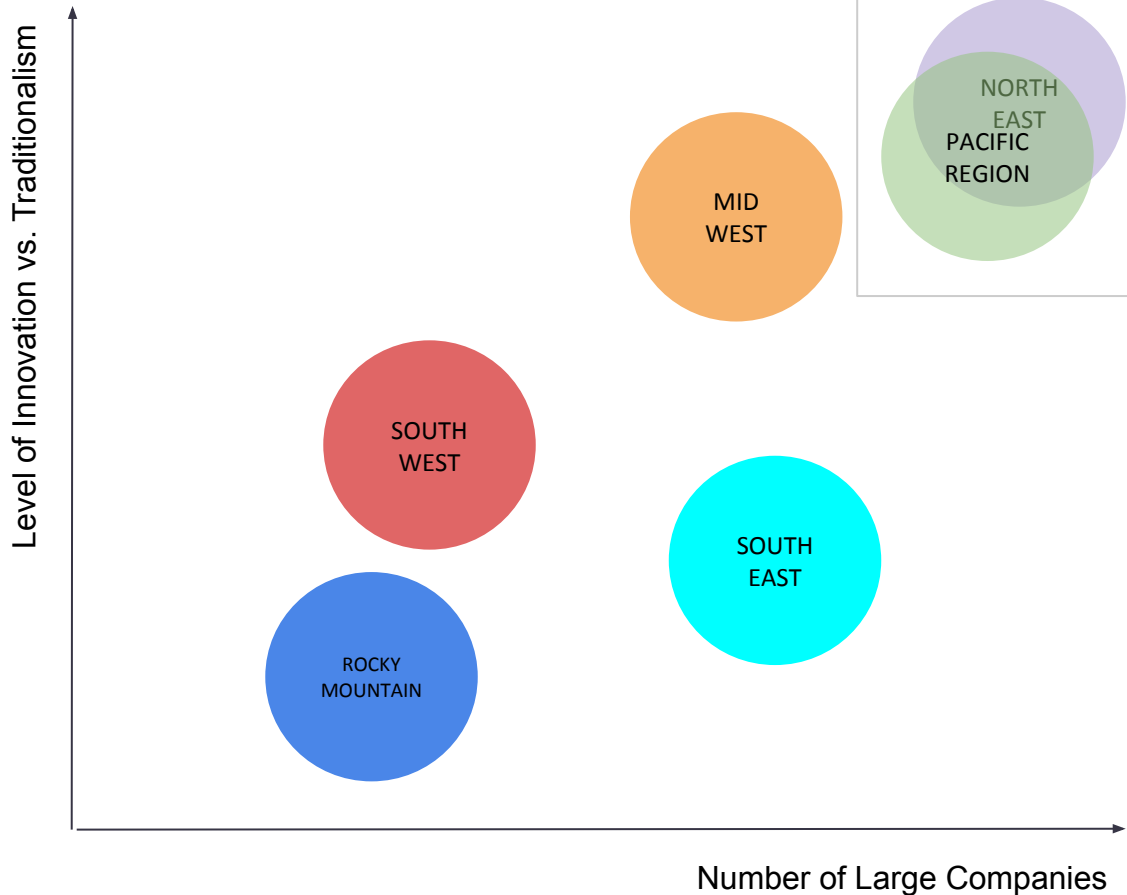 Level of Innovation vs. Traditionalism
NORTH
EAST
PACIFIC
REGION
MID
WEST
SOUTH
WEST
SOUTH
EAST
ROCKY
MOUNTAIN
Number of Large Companies